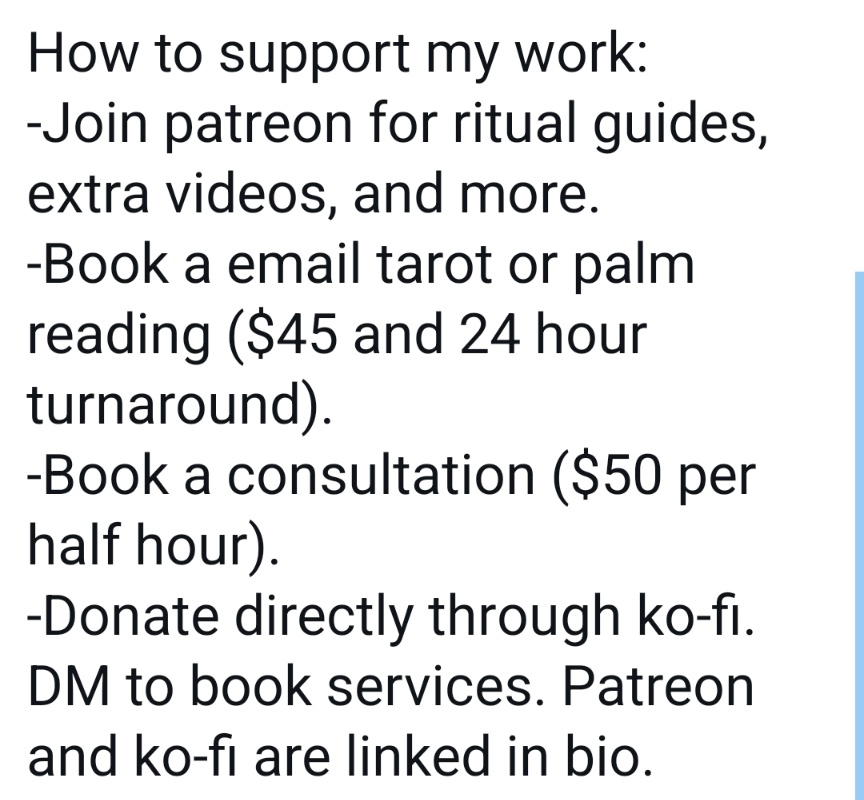 How to support my work:
-Join patreon for ritual guides,
extra videos, and more.
-Book a email tarot or palm
reading ($45 and 24 hour
turnaround).
-Book a consultation ($50 per
half hour).
-Donate directly through ko-fi.
DM to book services. Patreon
and ko-fi are linked in bio.